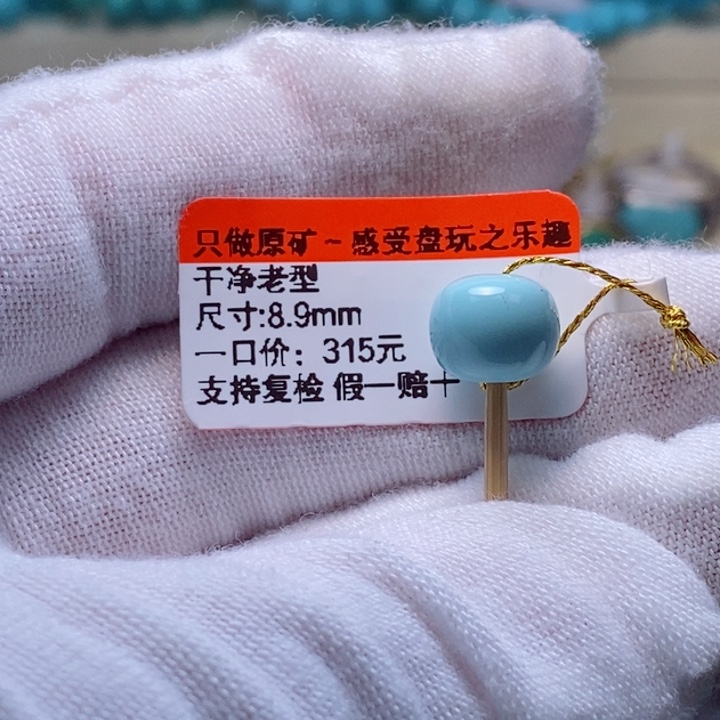 只做原矿~感受盘玩之乐趣
干净老型
尺寸:8.9mm
一口价：315元
支持复检 假一赔十